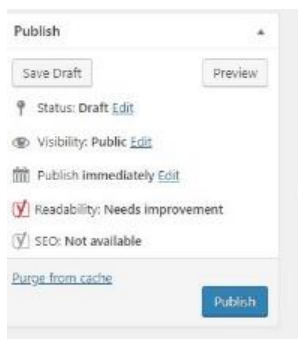 Publish
Save Draft Preview
Status: Draft Edit
Visibility: Public Edit
Publish immediately Edit
Readability: Needs improvement
SEO: Not available
Purge from cache
Publish